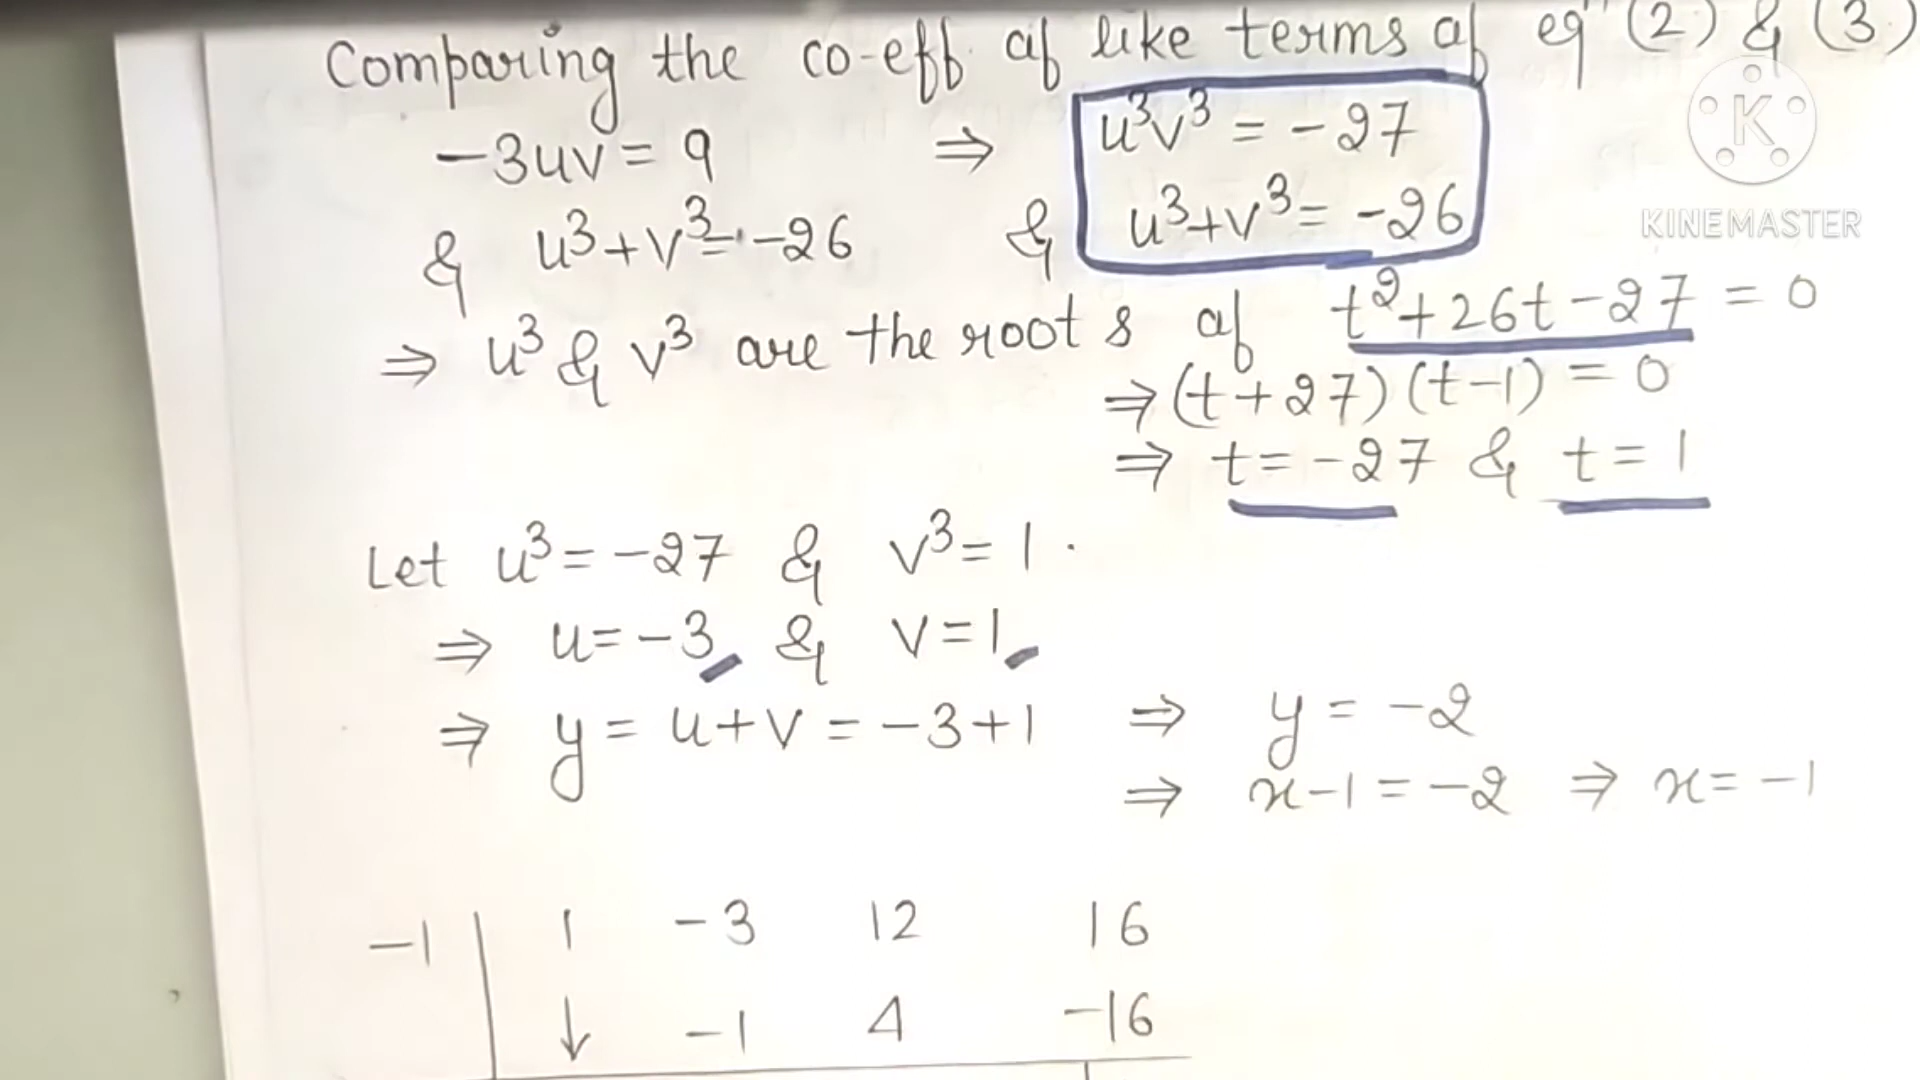 Comparing the co-eff of like terms of eqⁿ (2) & (3)
-3uv = 9 ⇒ u³v³ = -27
& u³+v³ = -26 & u³+v³ = -26
⇒ u³ & v³ are the roots of t²+26t-27 = 0
⇒ (t+27)(t-1) = 0
⇒ t = -27 & t = 1
Let u³ = -27 & v³ = 1.
⇒ u = -3 & v = 1
⇒ y = u+v = -3+1 ⇒ y = -2
⇒ x-1 = -2 ⇒ x = -1
-1 | 1 -3 12 16
↓ -1 4 -16
K
KINEMASTER